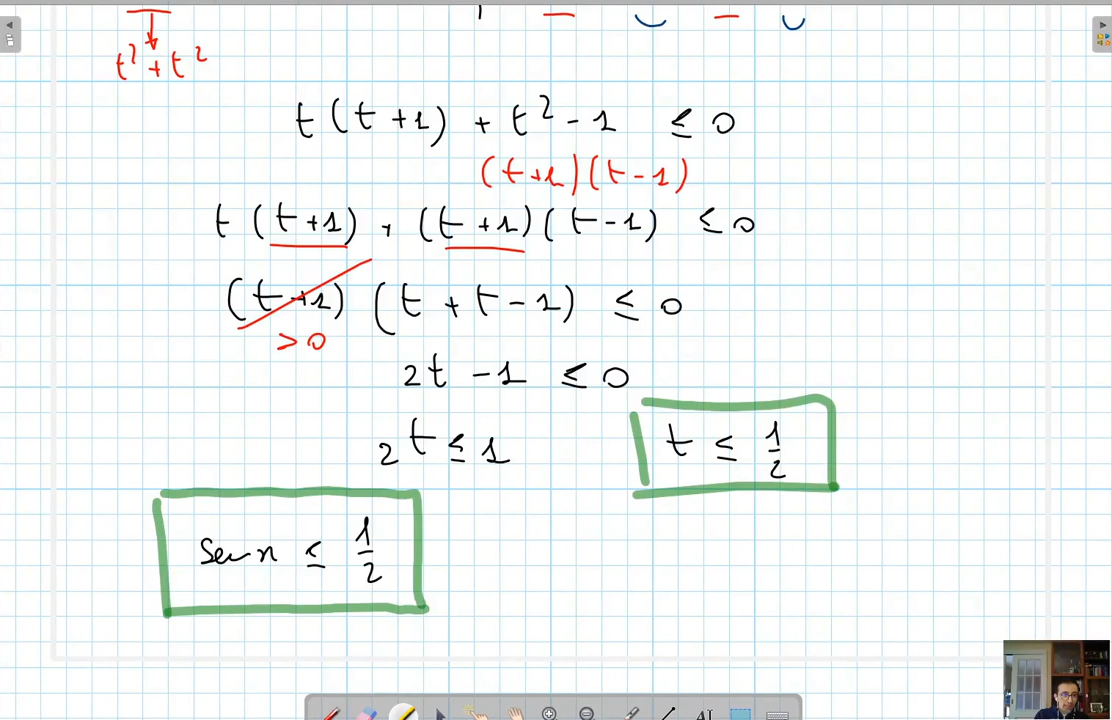 t² + t²
t(t+1) + t² - 1 ≤ 0
(t+1)(t-1)
t(t+1) + (t+1)(t-1) ≤ 0
(t+1)(t + t - 1) ≤ 0
> 0
2t - 1 ≤ 0
2t ≤ 1
t ≤ 1/2
sen x ≤ 1/2